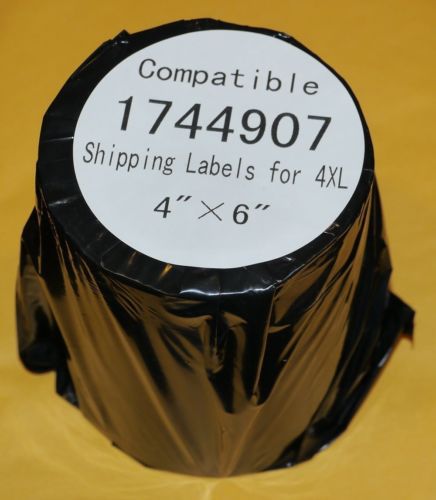 Compatible
1744907
Shipping Labels for 4XL
4"×6"